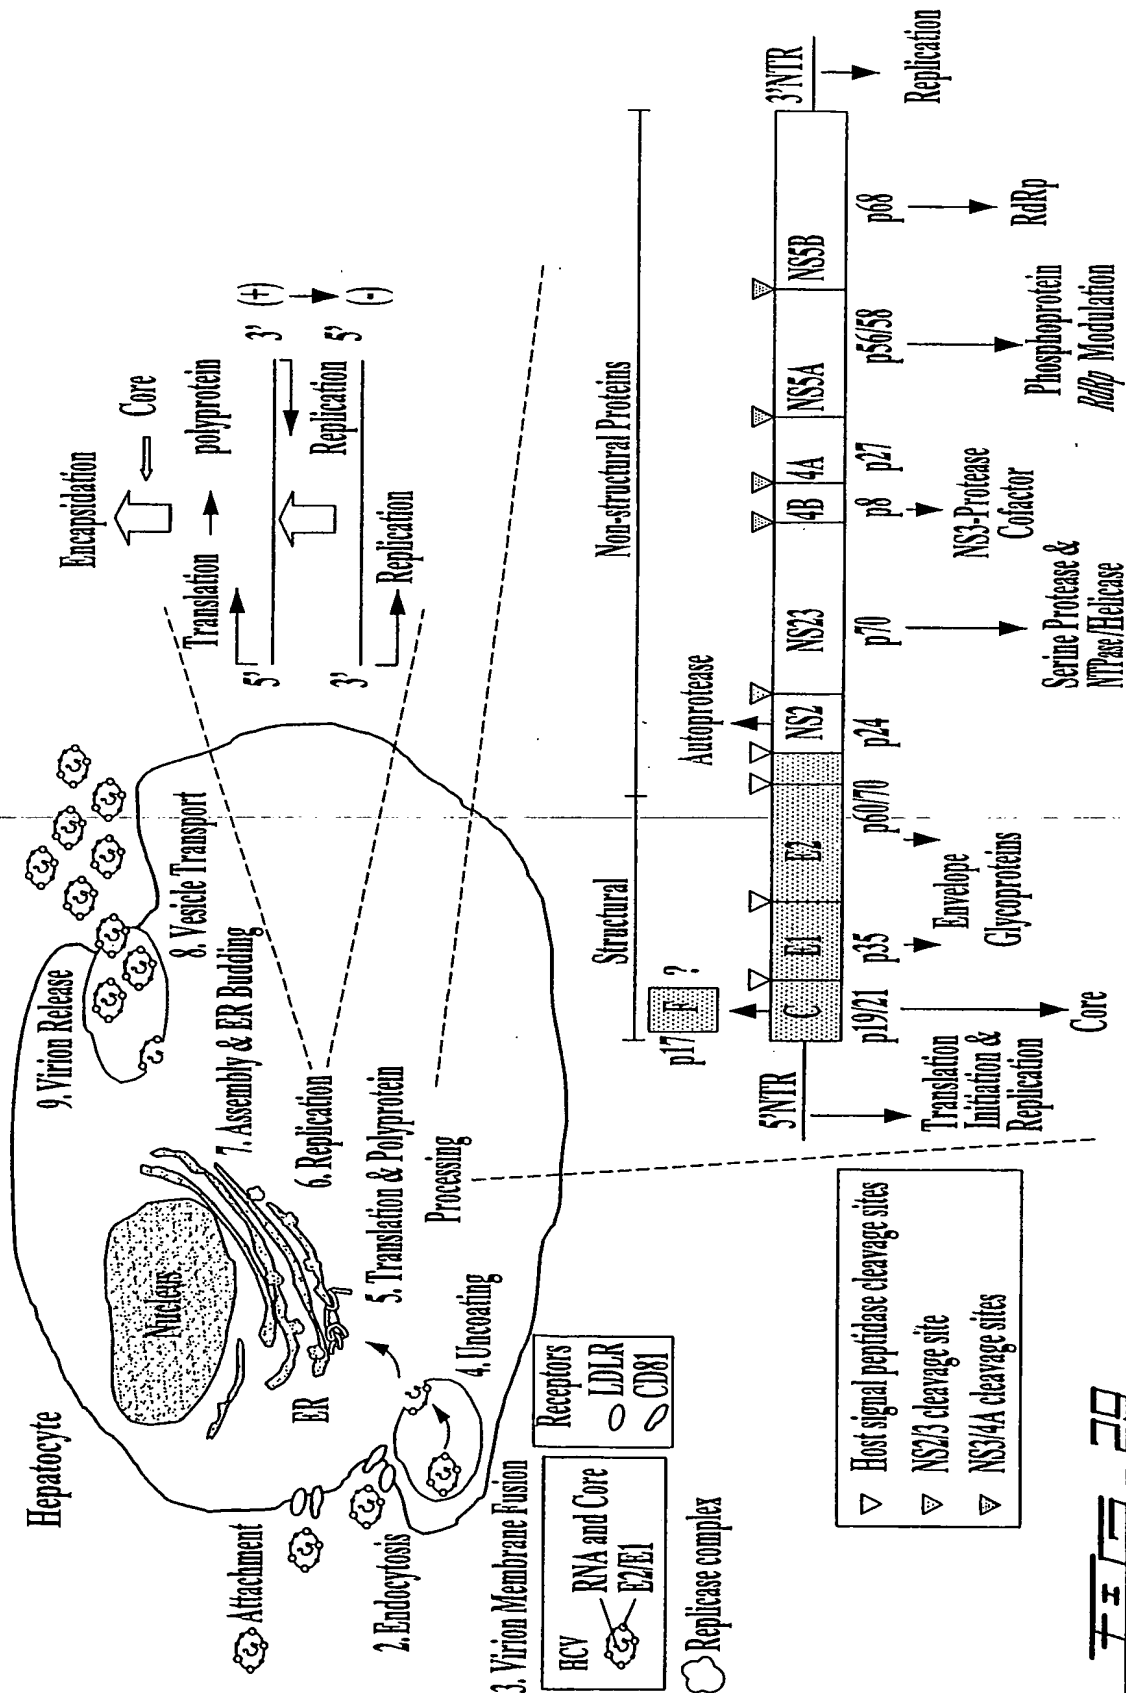 Hepatocyte
Nucleus
ER
Attachment
2. Endocytosis
3. Virion Membrane Fusion
4. Uncoating
5. Translation & Polyprotein
Processing
6. Replication
7. Assembly & ER Budding
8. Vesicle Transport
9. Virion Release
HCV
RNA and Core
E2/E1
Receptors
LDLR
CD81
Replicase complex
Encapsidation
Core
Translation
polyprotein
5'
3'
(+)
Replication
3'
5'
(-)
Replication
Structural
Non-structural Proteins
p17
F
?
Autoprotease
5'NTR
C
E1
E2
NS2
NS23
4B
4A
NS5A
NS5B
3'NTR
p19/21
p35
p60/70
p24
p70
p8
p27
p56/58
p68
Translation
Initiation &
Replication
Core
Envelope
Glycoproteins
Serine Protease &
NTPase/Helicase
NS3-Protease
Cofactor
Phosphoprotein
RdRp Modulation
RdRp
Replication
Host signal peptidase cleavage sites
NS2/3 cleavage site
NS3/4A cleavage sites